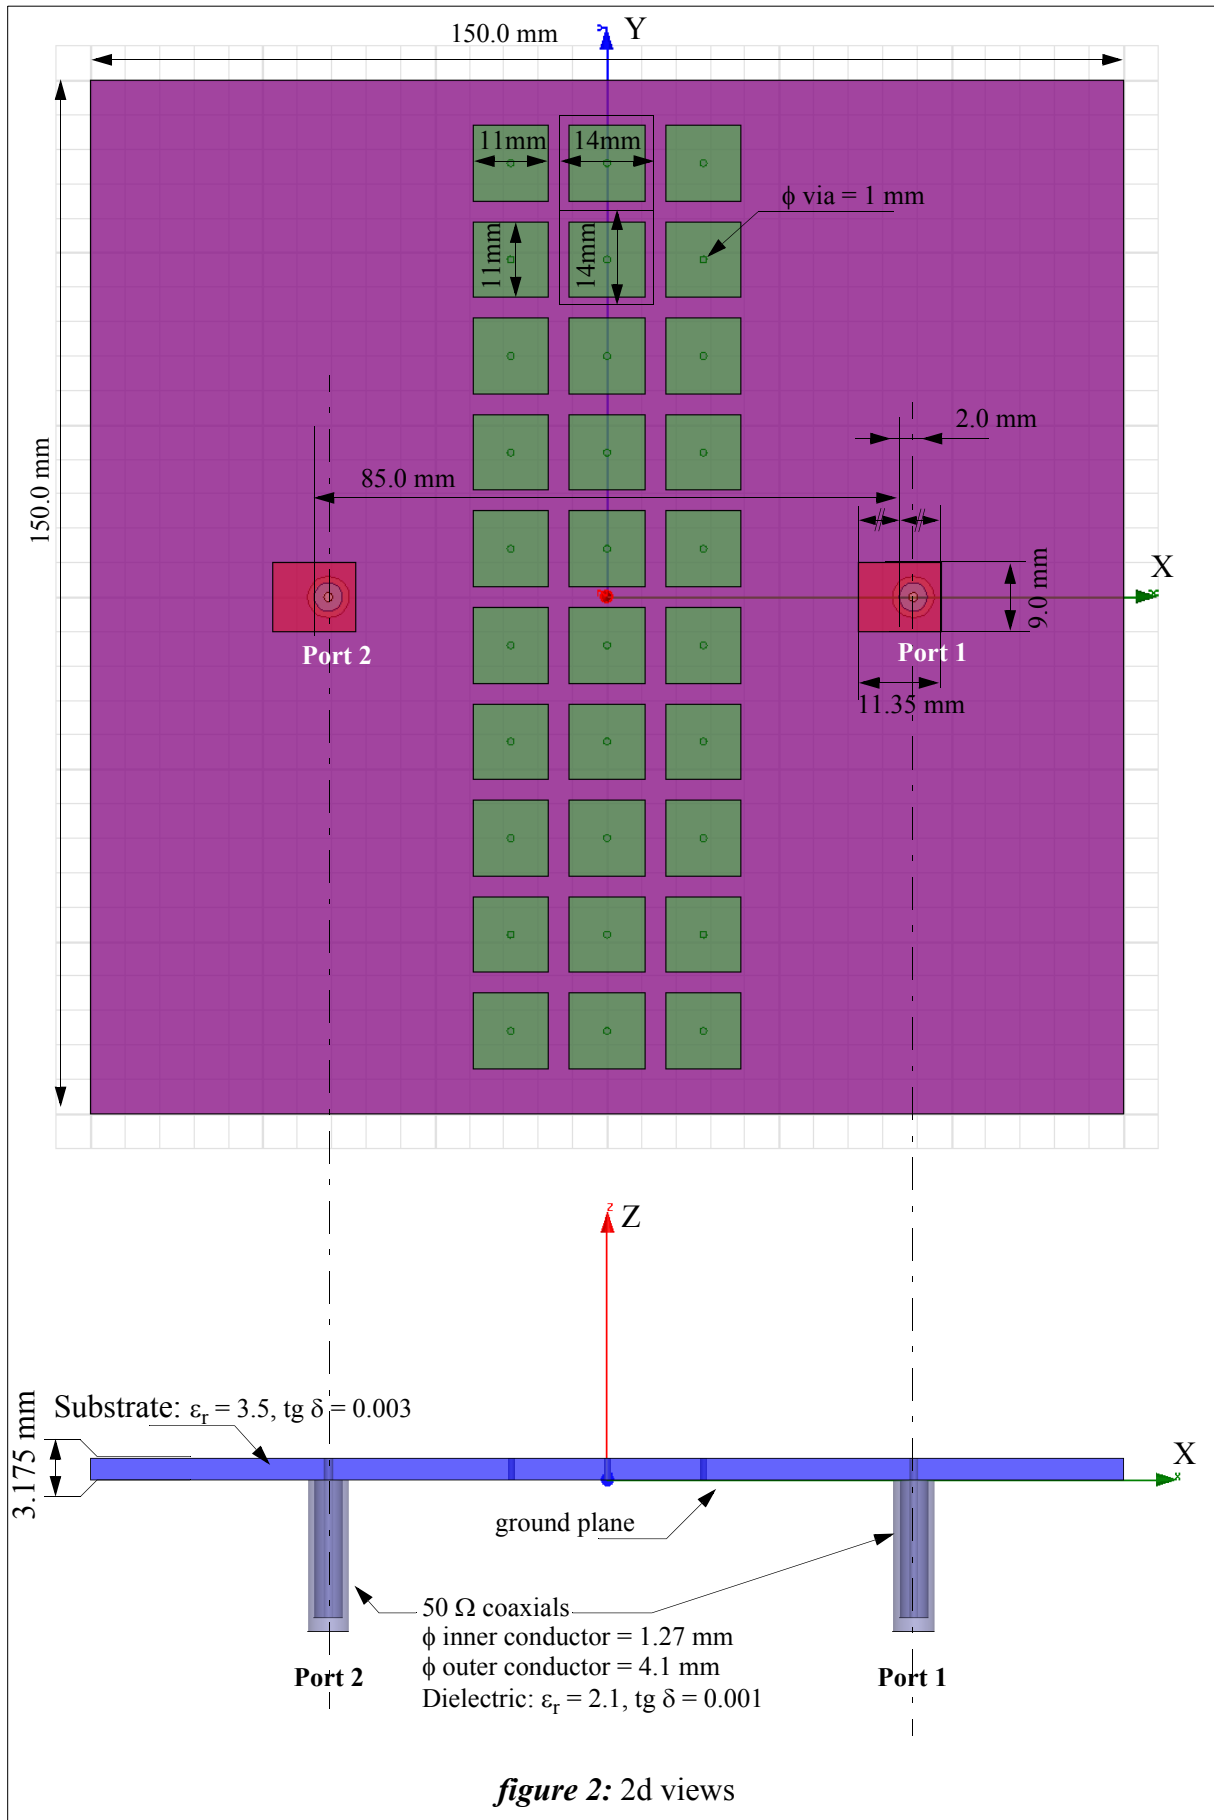 150.0 mm
Y
11mm
14mm
ϕ via = 1 mm
11mm
14mm
2.0 mm
85.0 mm
150.0 mm
X
9.0 mm
Port 2
Port 1
11.35 mm
z
Z
Substrate: εr = 3.5, tg δ = 0.003
3.175 mm
X
ground plane
50 Ω coaxials
ϕ inner conductor = 1.27 mm
ϕ outer conductor = 4.1 mm
Dielectric: εr = 2.1, tg δ = 0.001
Port 2
Port 1
figure 2: 2d views